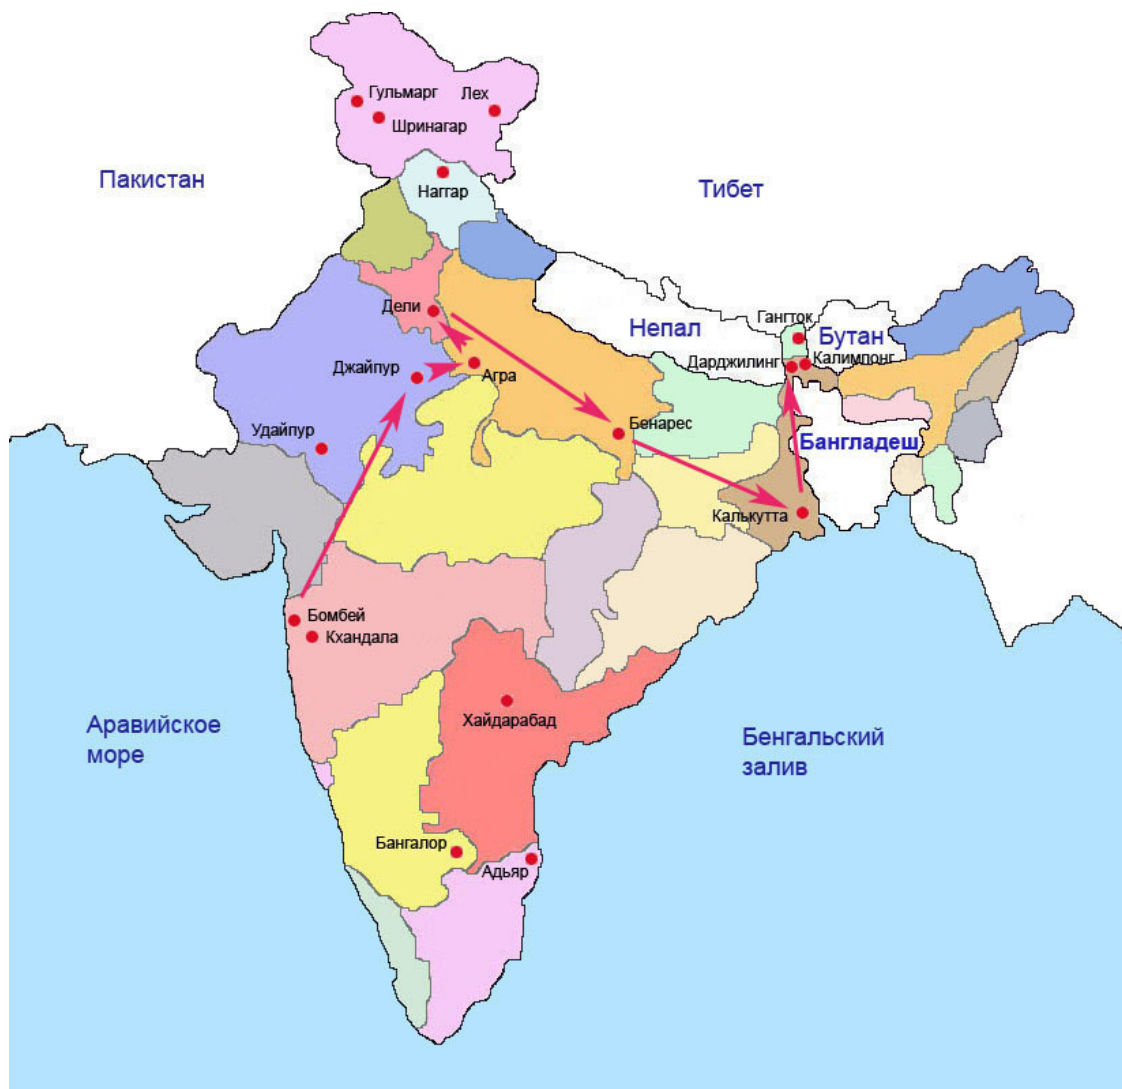 Гульмарг
Лех
Шринагар
Пакистан
Наггар
Тибет
Дели
Гангток
Непал
Бутан
Дарджилинг
Калимпонг
Джайпур
Агра
Удайпур
Бенарес
Бангладеш
Калькутта
Бомбей
Кхандала
Хайдарабад
Аравийское
море
Бенгальский
залив
Бангалор
Адьяр